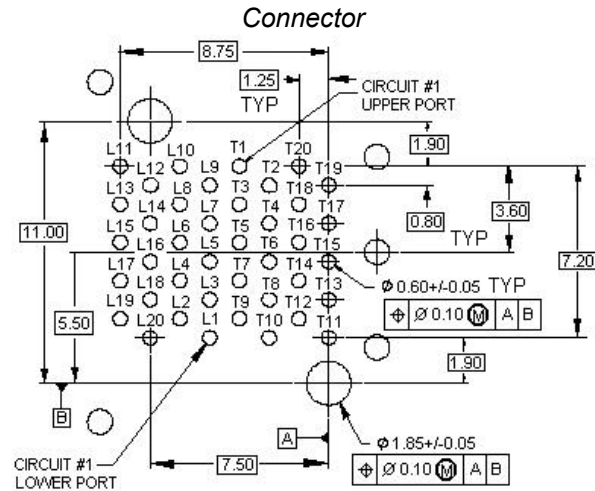 Connector
8.75
1.25
TYP
CIRCUIT #1
UPPER PORT
1.90
L11 L10 T1 T20
L12 L9 T2 T19
L13 L8 T3 T18
L14 L7 T4 T17
L15 L6 T5 T16
L16 L5 T6 T15
L17 L4 T7 T14
L18 L3 T8 T13
L19 L2 T9 T12
L20 L1 T10 T11
11.00
5.50
0.80
3.60
TYP
7.20
Ø 0.60+/-0.05 TYP
⌖ Ø 0.10 Ⓜ A B
1.90
B
A
7.50
CIRCUIT #1
LOWER PORT
Ø 1.85+/-0.05
⌖ Ø 0.10 Ⓜ A B